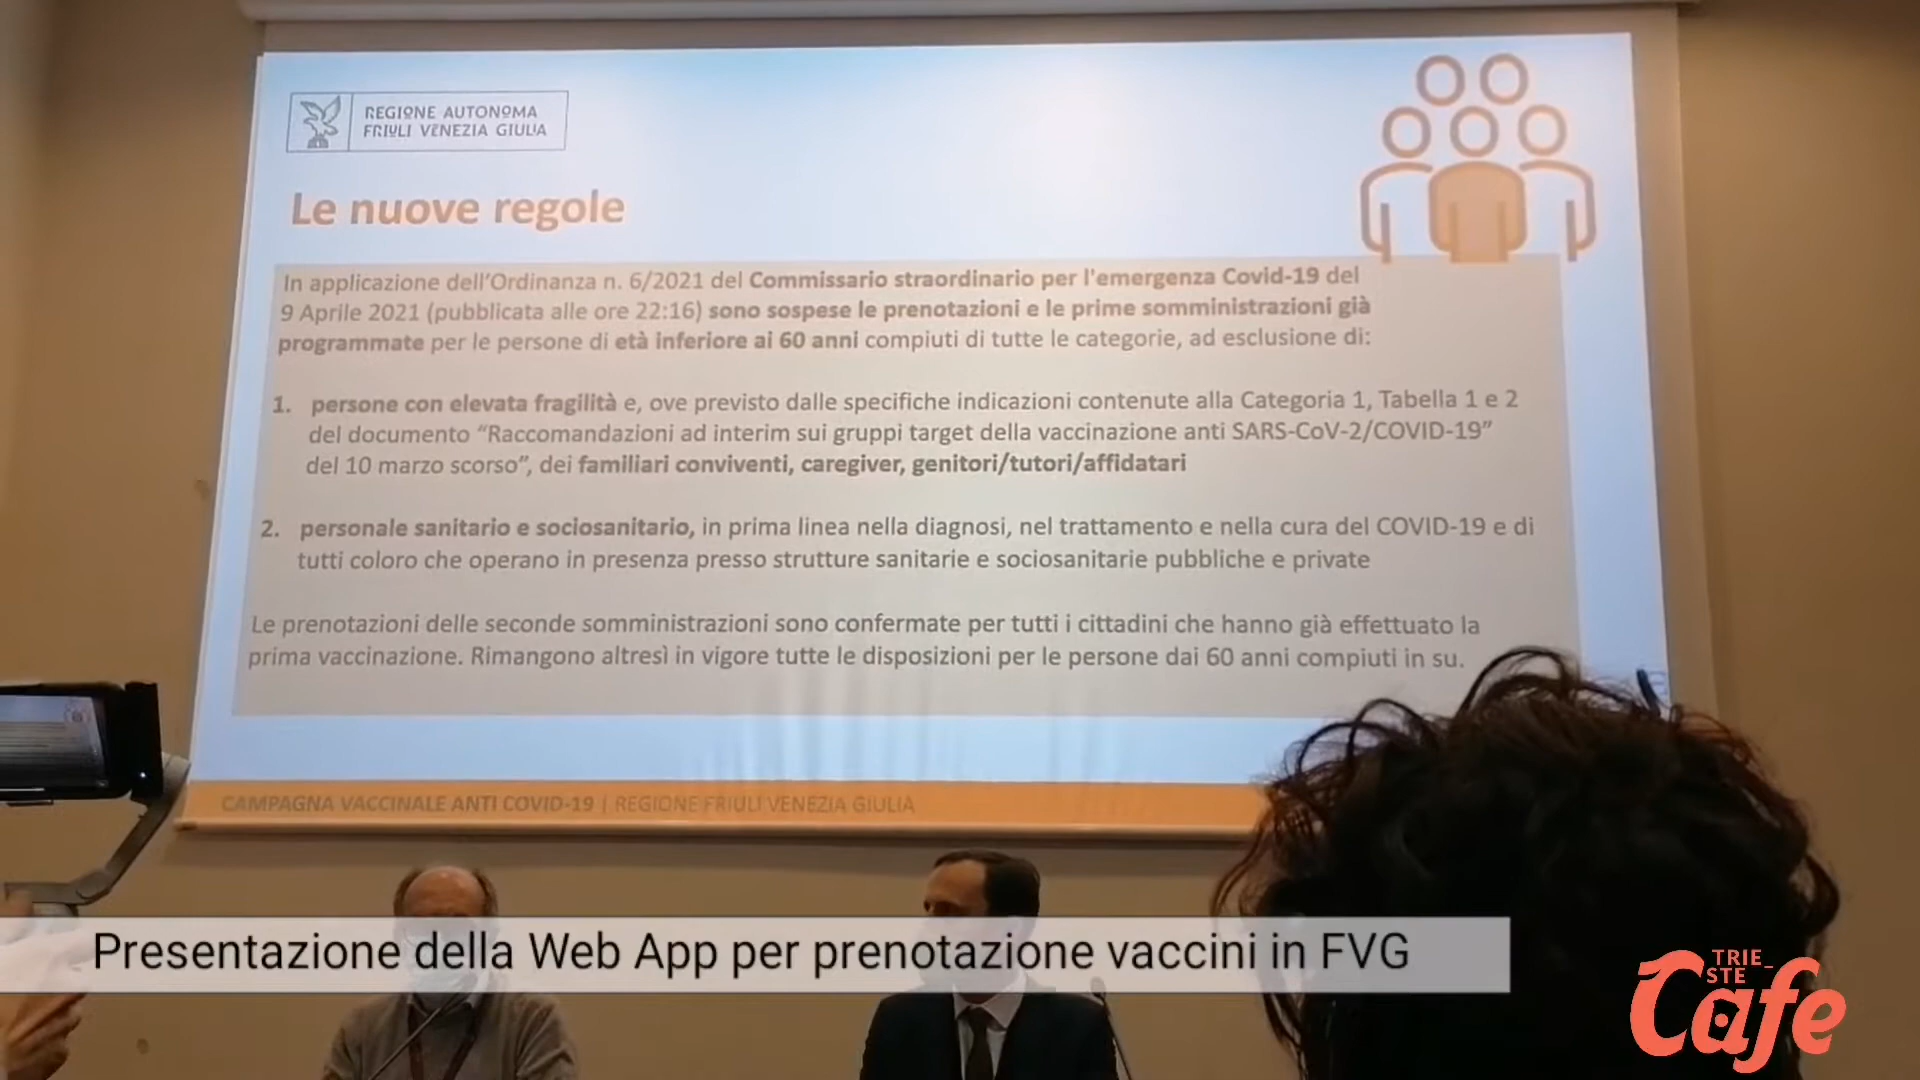 REGIONE AUTONOMA
FRIULI VENEZIA GIULIA
Le nuove regole
In applicazione dell'Ordinanza n. 6/2021 del Commissario straordinario per l'emergenza Covid-19 del
9 Aprile 2021 (pubblicata alle ore 22:16) sono sospese le prenotazioni e le prime somministrazioni già
programmate per le persone di età inferiore ai 60 anni compiuti di tutte le categorie, ad esclusione di:
1. persone con elevata fragilità e, ove previsto dalle specifiche indicazioni contenute alla Categoria 1, Tabella 1 e 2
del documento “Raccomandazioni ad interim sui gruppi target della vaccinazione anti SARS-CoV-2/COVID-19”
del 10 marzo scorso”, dei familiari conviventi, caregiver, genitori/tutori/affidatari
2. personale sanitario e sociosanitario, in prima linea nella diagnosi, nel trattamento e nella cura del COVID-19 e di
tutti coloro che operano in presenza presso strutture sanitarie e sociosanitarie pubbliche e private
Le prenotazioni delle seconde somministrazioni sono confermate per tutti i cittadini che hanno già effettuato la
prima vaccinazione. Rimangono altresì in vigore tutte le disposizioni per le persone dai 60 anni compiuti in su.
CAMPAGNA VACCINALE ANTI COVID-19 | REGIONE FRIULI VENEZIA GIULIA
Presentazione della Web App per prenotazione vaccini in FVG
TRIE_
STE
Cafe